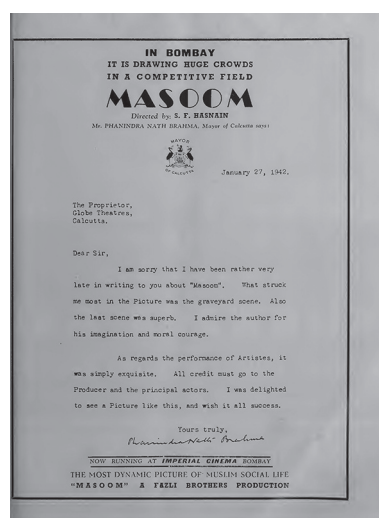 IN BOMBAY
IT IS DRAWING HUGE CROWDS
IN A COMPETITIVE FIELD
MASOOM
Directed by: S. F. HASNAIN
Mr. PHANINDRA NATH BRAHMA, Mayor of Calcutta says:
MAYOR
OF CALCUTTA
January 27, 1942.
The Proprietor,
Globe Theatres,
Calcutta.
Dear Sir,
I am sorry that I have been rather very
late in writing to you about "Masoom". What struck
me most in the Picture was the graveyard scene. Also
the last scene was superb. I admire the author for
his imagination and moral courage.
As regards the performance of Artistes, it
was simply exquisite. All credit must go to the
Producer and the principal actors. I was delighted
to see a Picture like this, and wish it all success.
Yours truly,
Phanindra Nath Brahma
NOW RUNNING AT IMPERIAL CINEMA BOMBAY
THE MOST DYNAMIC PICTURE OF MUSLIM SOCIAL LIFE
"MASOOM" A FAZLI BROTHERS PRODUCTION